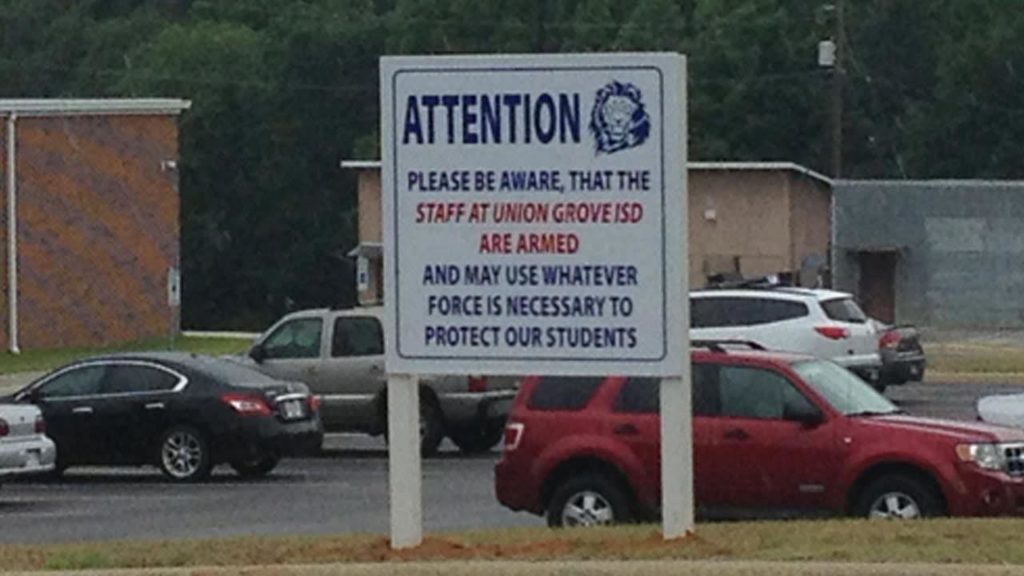 ATTENTION
PLEASE BE AWARE, THAT THE
STAFF AT UNION GROVE ISD
ARE ARMED
AND MAY USE WHATEVER
FORCE IS NECESSARY TO
PROTECT OUR STUDENTS